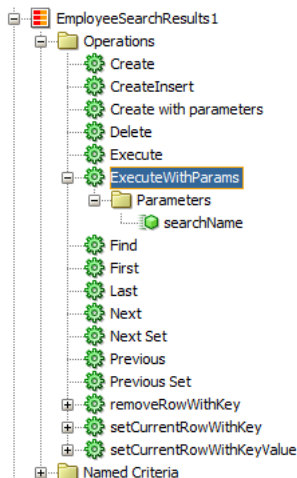 EmployeeSearchResults1
Operations
Create
CreateInsert
Create with parameters
Delete
Execute
ExecuteWithParams
Parameters
searchName
Find
First
Last
Next
Next Set
Previous
Previous Set
removeRowWithKey
setCurrentRowWithKey
setCurrentRowWithKeyValue
Named Criteria